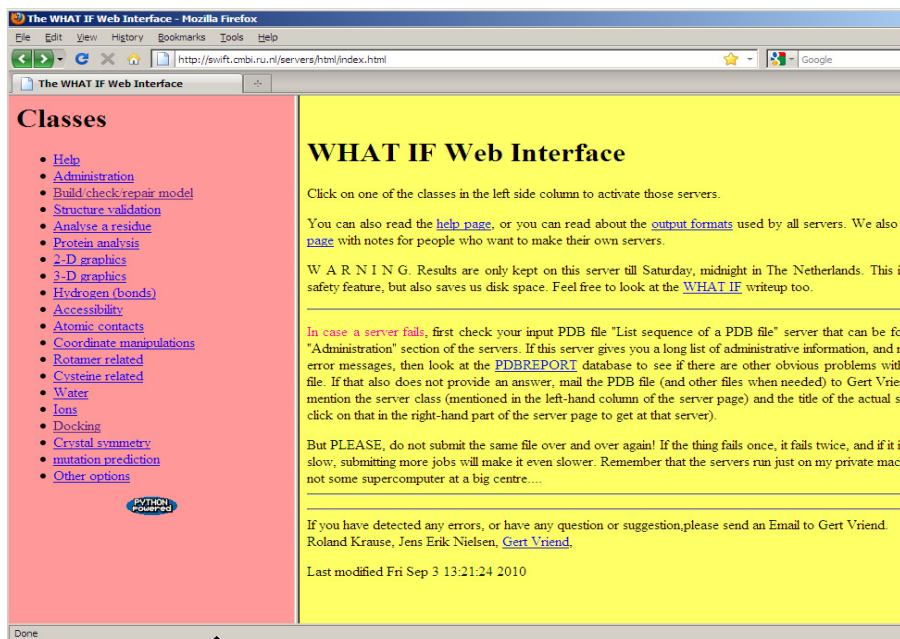 The WHAT IF Web Interface - Mozilla Firefox
File Edit View History Bookmarks Tools Help
http://swift.cmbi.ru.nl/servers/html/index.html
Google
The WHAT IF Web Interface
Classes
Help
Administration
Build/check/repair model
Structure validation
Analyse a residue
Protein analysis
2-D graphics
3-D graphics
Hydrogen (bonds)
Accessibility
Atomic contacts
Coordinate manipulations
Rotamer related
Cysteine related
Water
Ions
Docking
Crystal symmetry
mutation prediction
Other options
PYTHON
Powered
WHAT IF Web Interface
Click on one of the classes in the left side column to activate those servers.
You can also read the help page, or you can read about the output formats used by all servers. We also
page with notes for people who want to make their own servers.
W A R N I N G. Results are only kept on this server till Saturday, midnight in The Netherlands. This i
safety feature, but also saves us disk space. Feel free to look at the WHAT IF writeup too.
In case a server fails, first check your input PDB file "List sequence of a PDB file" server that can be fo
"Administration" section of the servers. If this server gives you a long list of administrative information, and
error messages, then look at the PDBREPORT database to see if there are other obvious problems wit
file. If that also does not provide an answer, mail the PDB file (and other files when needed) to Gert Vrie
mention the server class (mentioned in the left-hand column of the server page) and the title of the actual s
click on that in the right-hand part of the server page to get at that server).
But PLEASE, do not submit the same file over and over again! If the thing fails once, it fails twice, and if it i
slow, submitting more jobs will make it even slower. Remember that the servers run just on my private mac
not some supercomputer at a big centre....
If you have detected any errors, or have any question or suggestion,please send an Email to Gert Vriend.
Roland Krause, Jens Erik Nielsen, Gert Vriend,
Last modified Fri Sep 3 13:21:24 2010
Done